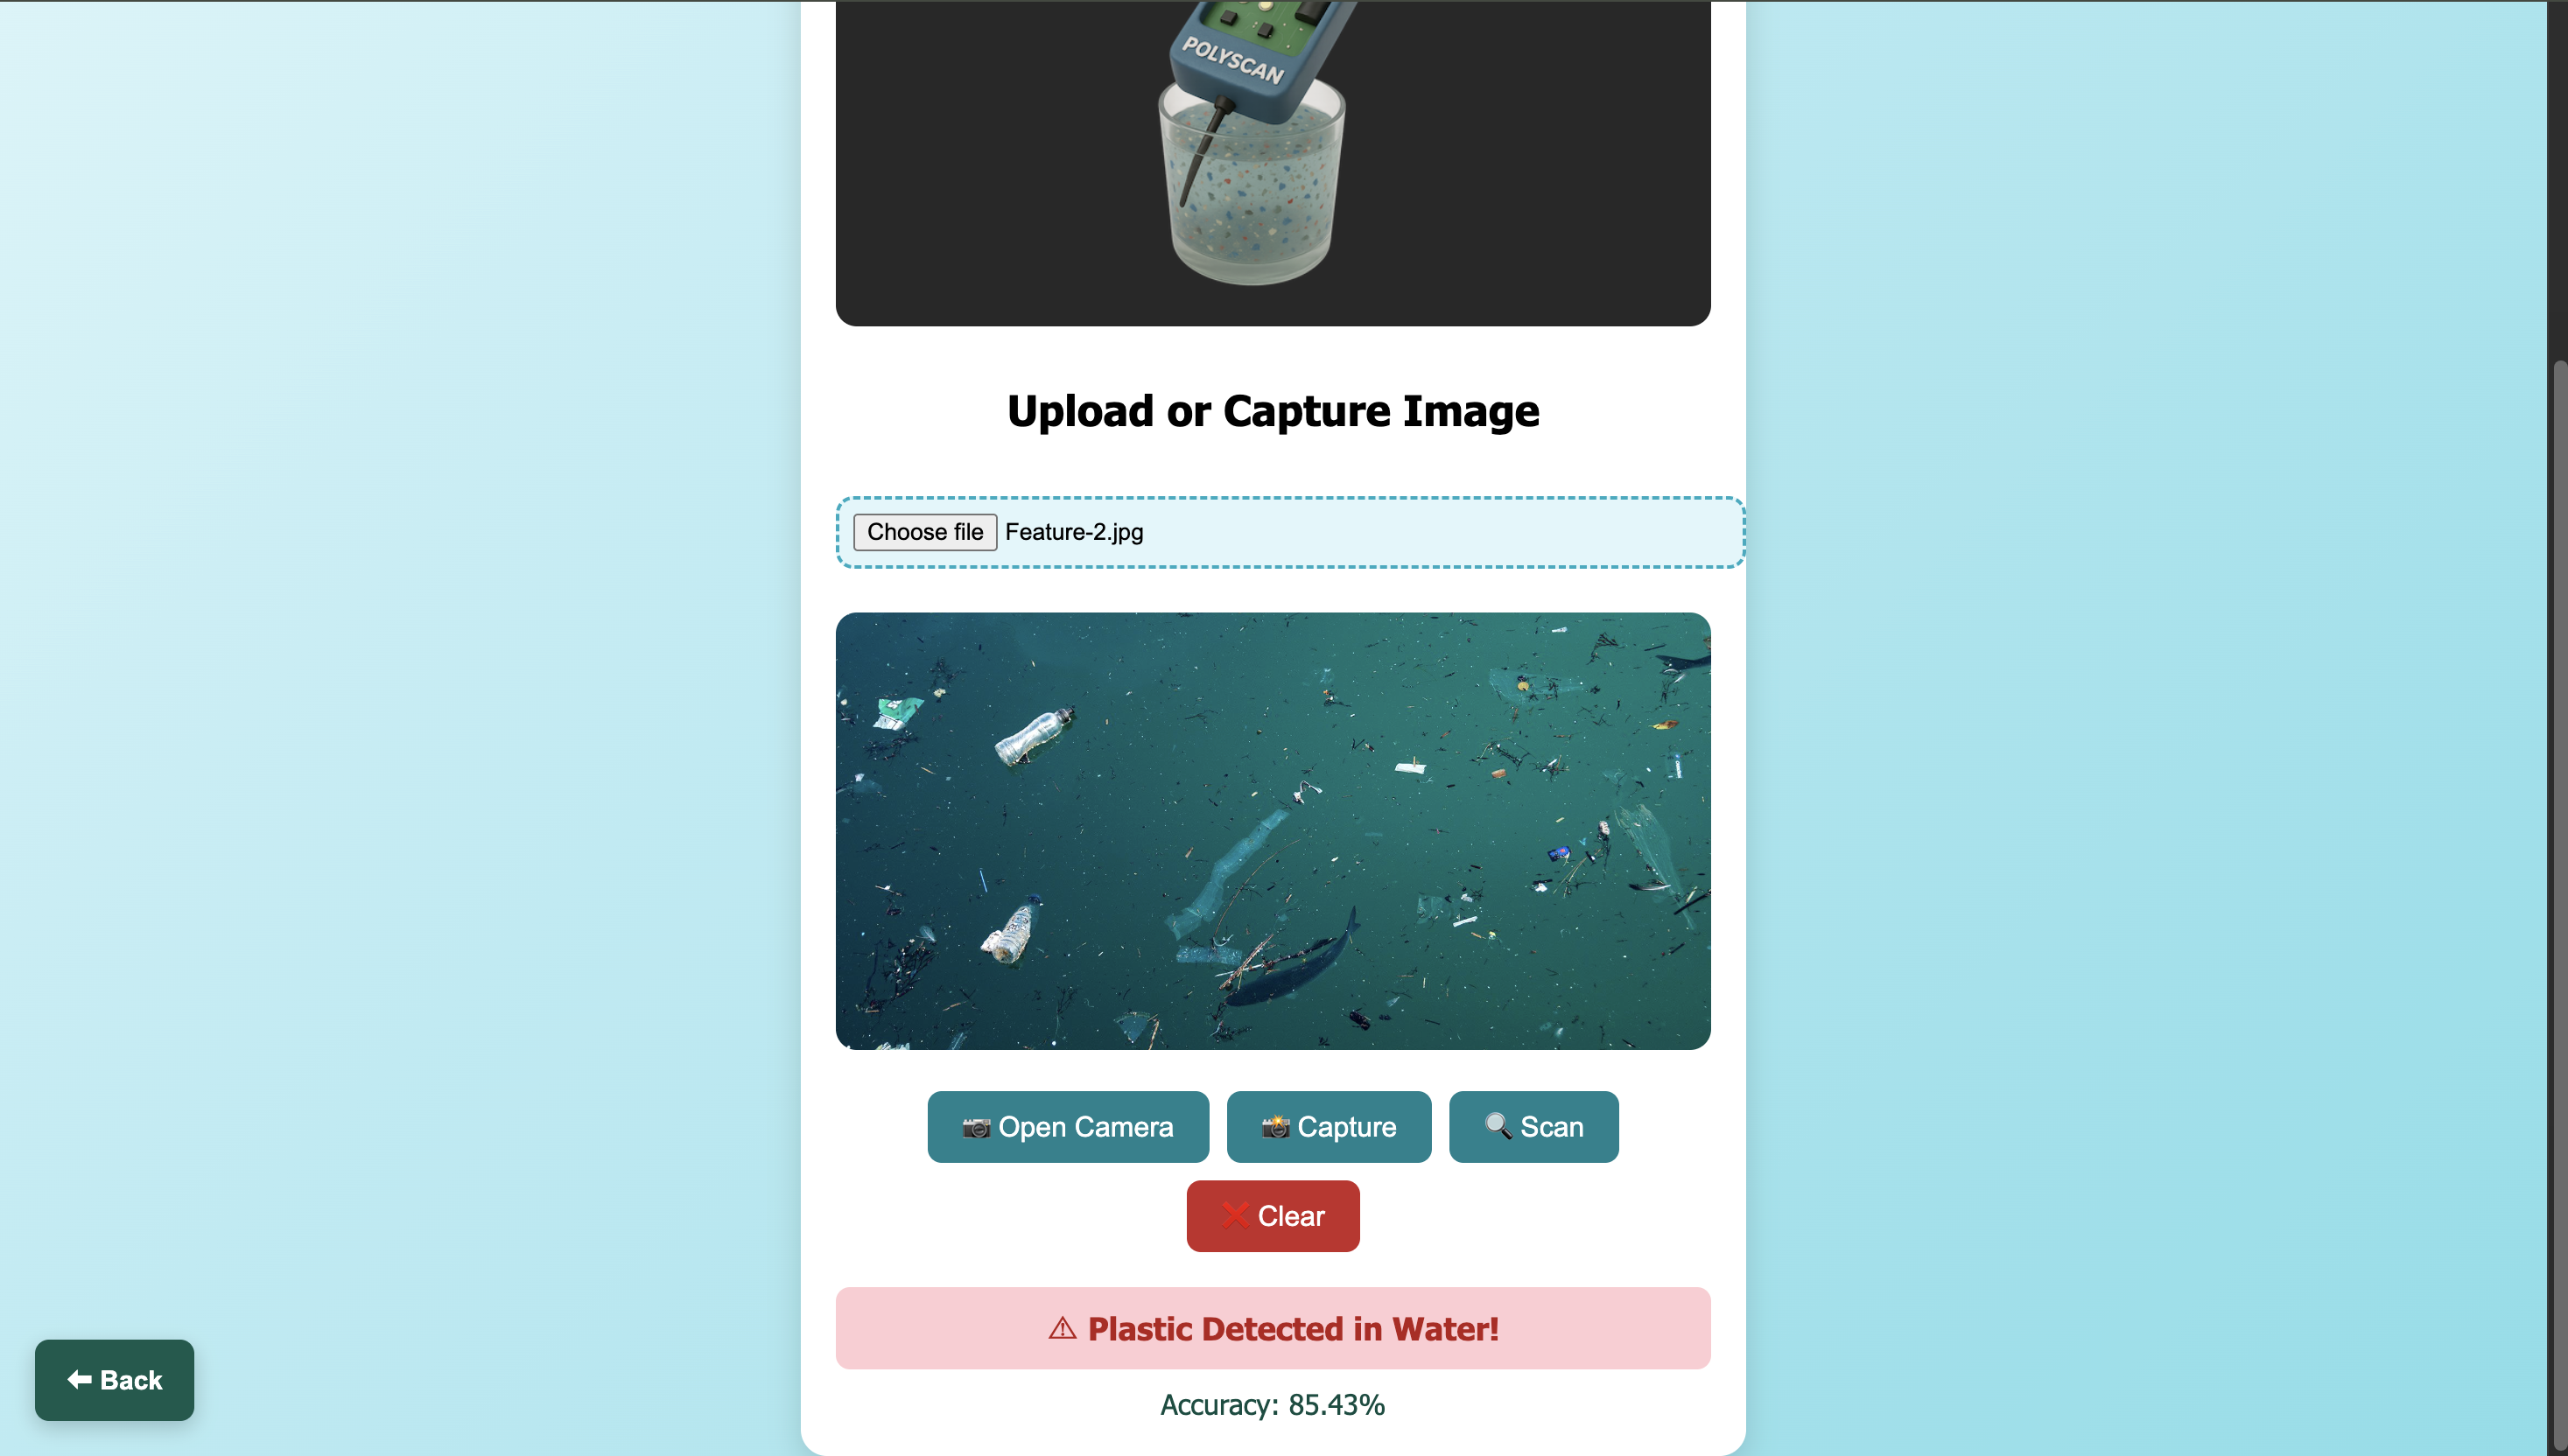 POLYSCAN
Upload or Capture Image
Choose file Feature-2.jpg
📷 Open Camera 📸 Capture 🔍 Scan
❌ Clear
⚠ Plastic Detected in Water!
⬅ Back
Accuracy: 85.43%